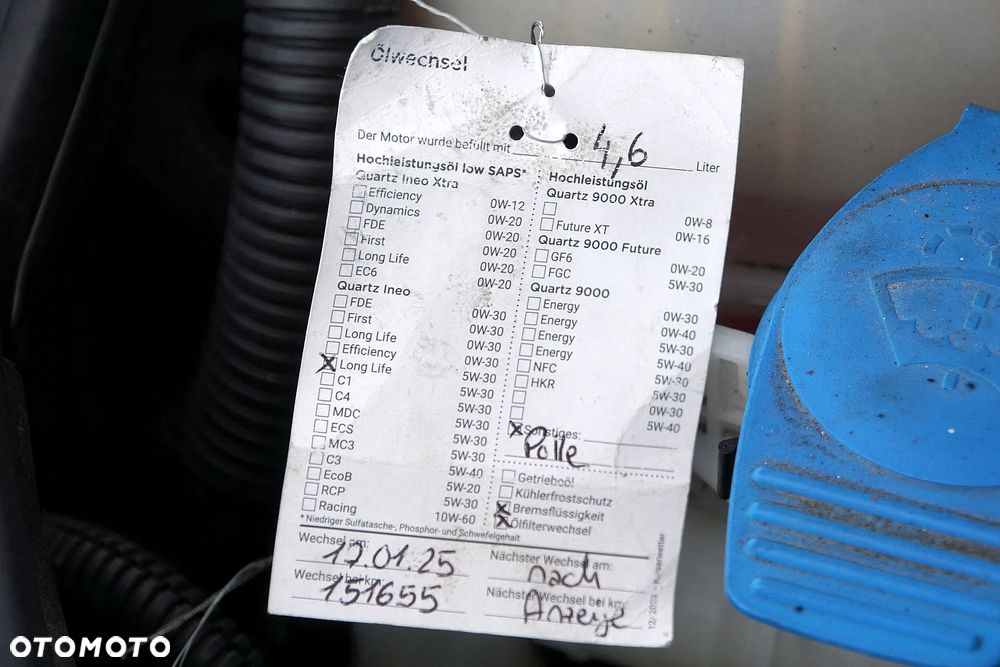 Ölwechsel
Der Motor wurde befüllt mit 4,6 Liter
Hochleistungsöl low SAPS*
Quartz Ineo Xtra
Efficiency 0W-12
Dynamics 0W-20
FDE 0W-20
First 0W-20
Long Life 0W-20
EC6 0W-20
Quartz Ineo
FDE 0W-30
First 0W-30
Long Life 0W-30
Efficiency 0W-30
X Long Life 5W-30
C1 5W-30
C4 5W-30
MDC 5W-30
ECS 5W-30
MC3 5W-30
C3 5W-40
EcoB 5W-20
RCP 5W-30
Racing 10W-60
* Niedriger Sulfatasche-, Phosphor- und Schwefelgehalt
Hochleistungsöl
Quartz 9000 Xtra
0W-8
Future XT 0W-16
Quartz 9000 Future
GF6 0W-20
FGC 5W-30
Quartz 9000
Energy 0W-30
Energy 0W-40
Energy 5W-30
Energy 5W-40
NFC 5W-30
HKR 5W-30
0W-30
5W-40
X Sonstiges:
Polle
Getriebeöl
Kühlerfrostschutz
X Bremsflüssigkeit
X Ölfilterwechsel
Wechsel am: 17.01.25
Nächster Wechsel am: nach
Wechsel bei km: 151655
Nächster Wechsel bei km: Anzeige
OTOMOTO